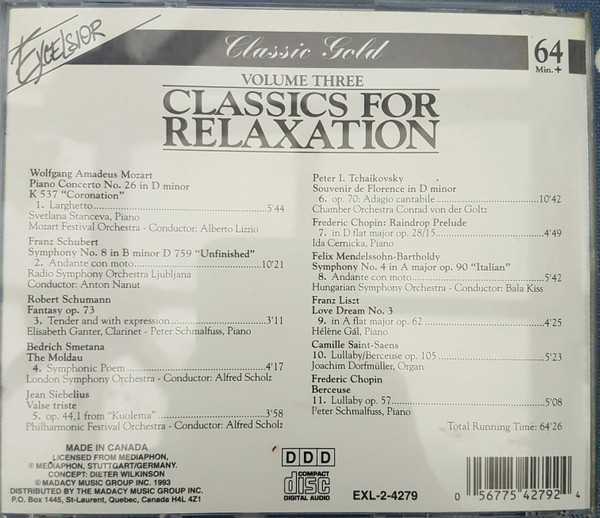 EXCELSIOR
Classic Gold
64
Min.+
VOLUME THREE
CLASSICS FOR
RELAXATION
Wolfgang Amadeus Mozart
Piano Concerto No. 26 in D minor
K 537 "Coronation"
1. Larghetto 5'44
Svetlana Stanceva, Piano
Mozart Festival Orchestra - Conductor: Alberto Lizzio
Franz Schubert
Symphony No. 8 in B minor D 759 "Unfinished"
2. Andante con moto 10'21
Radio Symphony Orchestra Ljubljana
Conductor: Anton Nanut
Robert Schumann
Fantasy op. 73
3. Tender and with expression 3'11
Elisabeth Ganter, Clarinet - Peter Schmalfuss, Piano
Bedrich Smetana
The Moldau
4. Symphonic Poem 4'17
London Symphony Orchestra - Conductor: Alfred Scholz
Jean Siebelius
Valse triste
5. op. 44,1 from "Kuolema" 3'58
Philharmonic Festival Orchestra - Conductor: Alfred Scholz
Peter I. Tchaikovsky
Souvenir de Florence in D minor
6. op. 70: Adagio cantabile 10'42
Chamber Orchestra Conrad von der Goltz
Frederic Chopin: Raindrop Prelude
7. in D flat major op. 28/15 4'49
Ida Cernicka, Piano
Felix Mendelssohn-Bartholdy
Symphony No. 4 in A major op. 90 "Italian"
8. Andante con moto 5'42
Hungarian Symphony Orchestra - Conductor: Bala Kiss
Franz Liszt
Love Dream No. 3
9. in A flat major op. 62 4'25
Hélène Gál, Piano
Camille Saint-Saens
10. Lullaby/Berceuse op. 105 5'23
Joachim Dorfmüller, Organ
Frederic Chopin
Berceuse
11. Lullaby op. 57 5'08
Peter Schmalfuss, Piano
Total Running Time: 64'26
MADE IN CANADA
LICENSED FROM MEDIAPHON,
℗ MEDIAPHON, STUTTGART/GERMANY.
CONCEPT: DIETER WILKINSON
© MADACY MUSIC GROUP INC. 1993
DISTRIBUTED BY THE MADACY MUSIC GROUP INC.
P.O. Box 1445, St-Laurent, Quebec, Canada H4L 4Z1
DDD
COMPACT
disc
DIGITAL AUDIO
EXL-2-4279
0 56775 42792 4